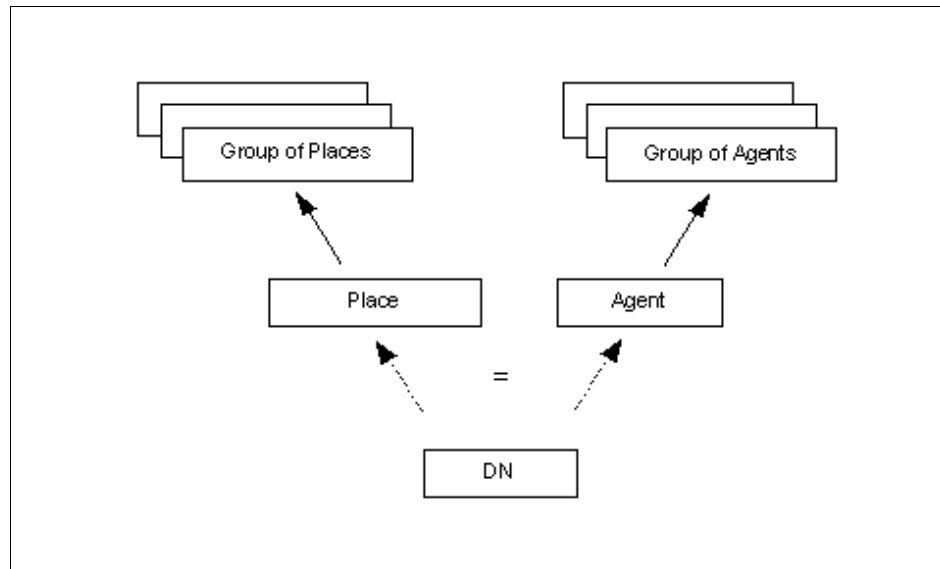 Group of Places
Group of Agents
Place
Agent
=
DN